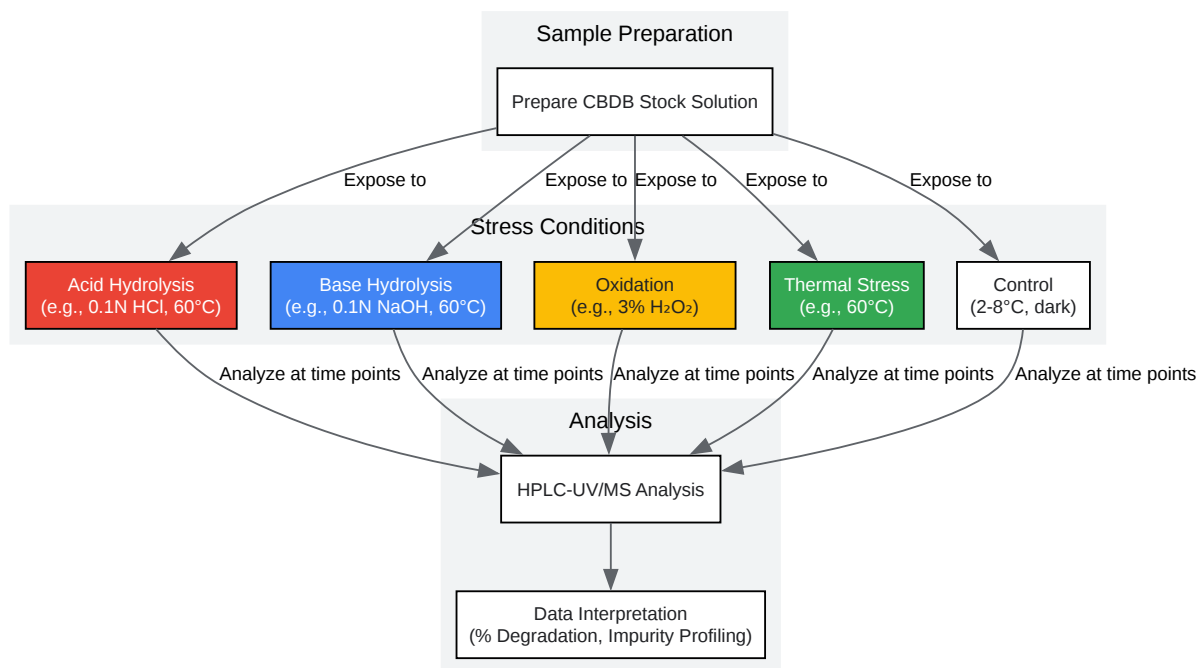 Sample Preparation
Prepare CBDB Stock Solution
Expose to
Expose to
Expose to
Expose to
Expose to
Stress Conditions
Acid Hydrolysis
(e.g., 0.1N HCl, 60°C)
Base Hydrolysis
(e.g., 0.1N NaOH, 60°C)
Oxidation
(e.g., 3% H₂O₂)
Thermal Stress
(e.g., 60°C)
Control
(2-8°C, dark)
Analyze at time points
Analyze at time points
Analyze at time points
Analyze at time points
Analyze at time points
Analysis
HPLC-UV/MS Analysis
Data Interpretation
(% Degradation, Impurity Profiling)